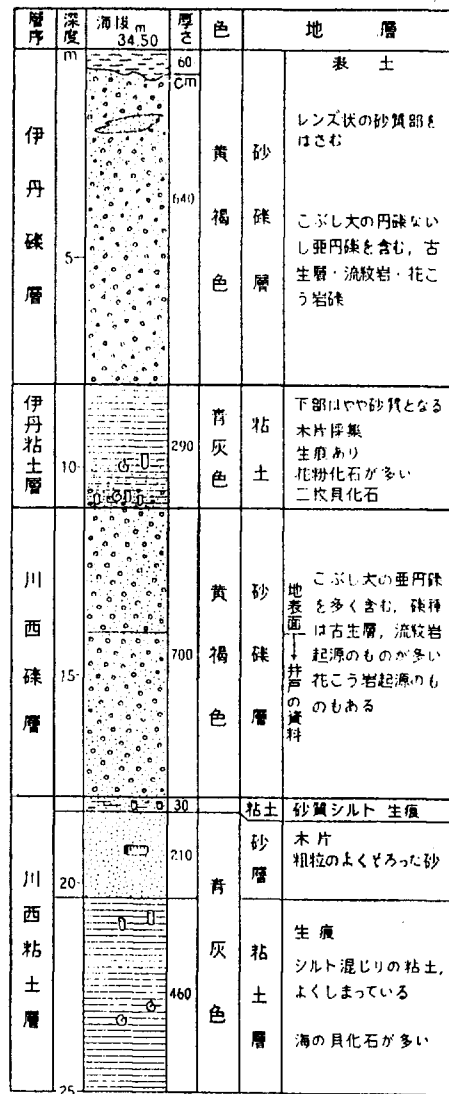 層序 深度 海抜 m 34.50 厚さ 色 地層
m
60
cm
表土
伊丹礫層
5
640
黄褐色
砂礫層
レンズ状の砂質部を
はさむ
こぶし大の円礫ない
し亜円礫を含む, 古
生層・流紋岩・花こ
う岩礫
伊丹粘土層
10
290
青灰色
粘土
下部はやや砂質となる
木片採集
生痕あり
花粉化石が多い
二枚貝化石
川西礫層
15
700
黄褐色
砂礫層
地表面←→井戸の資料
こぶし大の亜円礫
を多く含む, 礫種
は古生層, 流紋岩
起源のものが多い
花こう岩起源のも
のもある
川西粘土層
30
粘土
砂質シルト 生痕
20
210
青灰色
砂層
木片
粗粒のよくそろった砂
25
460
粘土層
生痕
シルト混じりの粘土,
よくしまっている
海の貝化石が多い